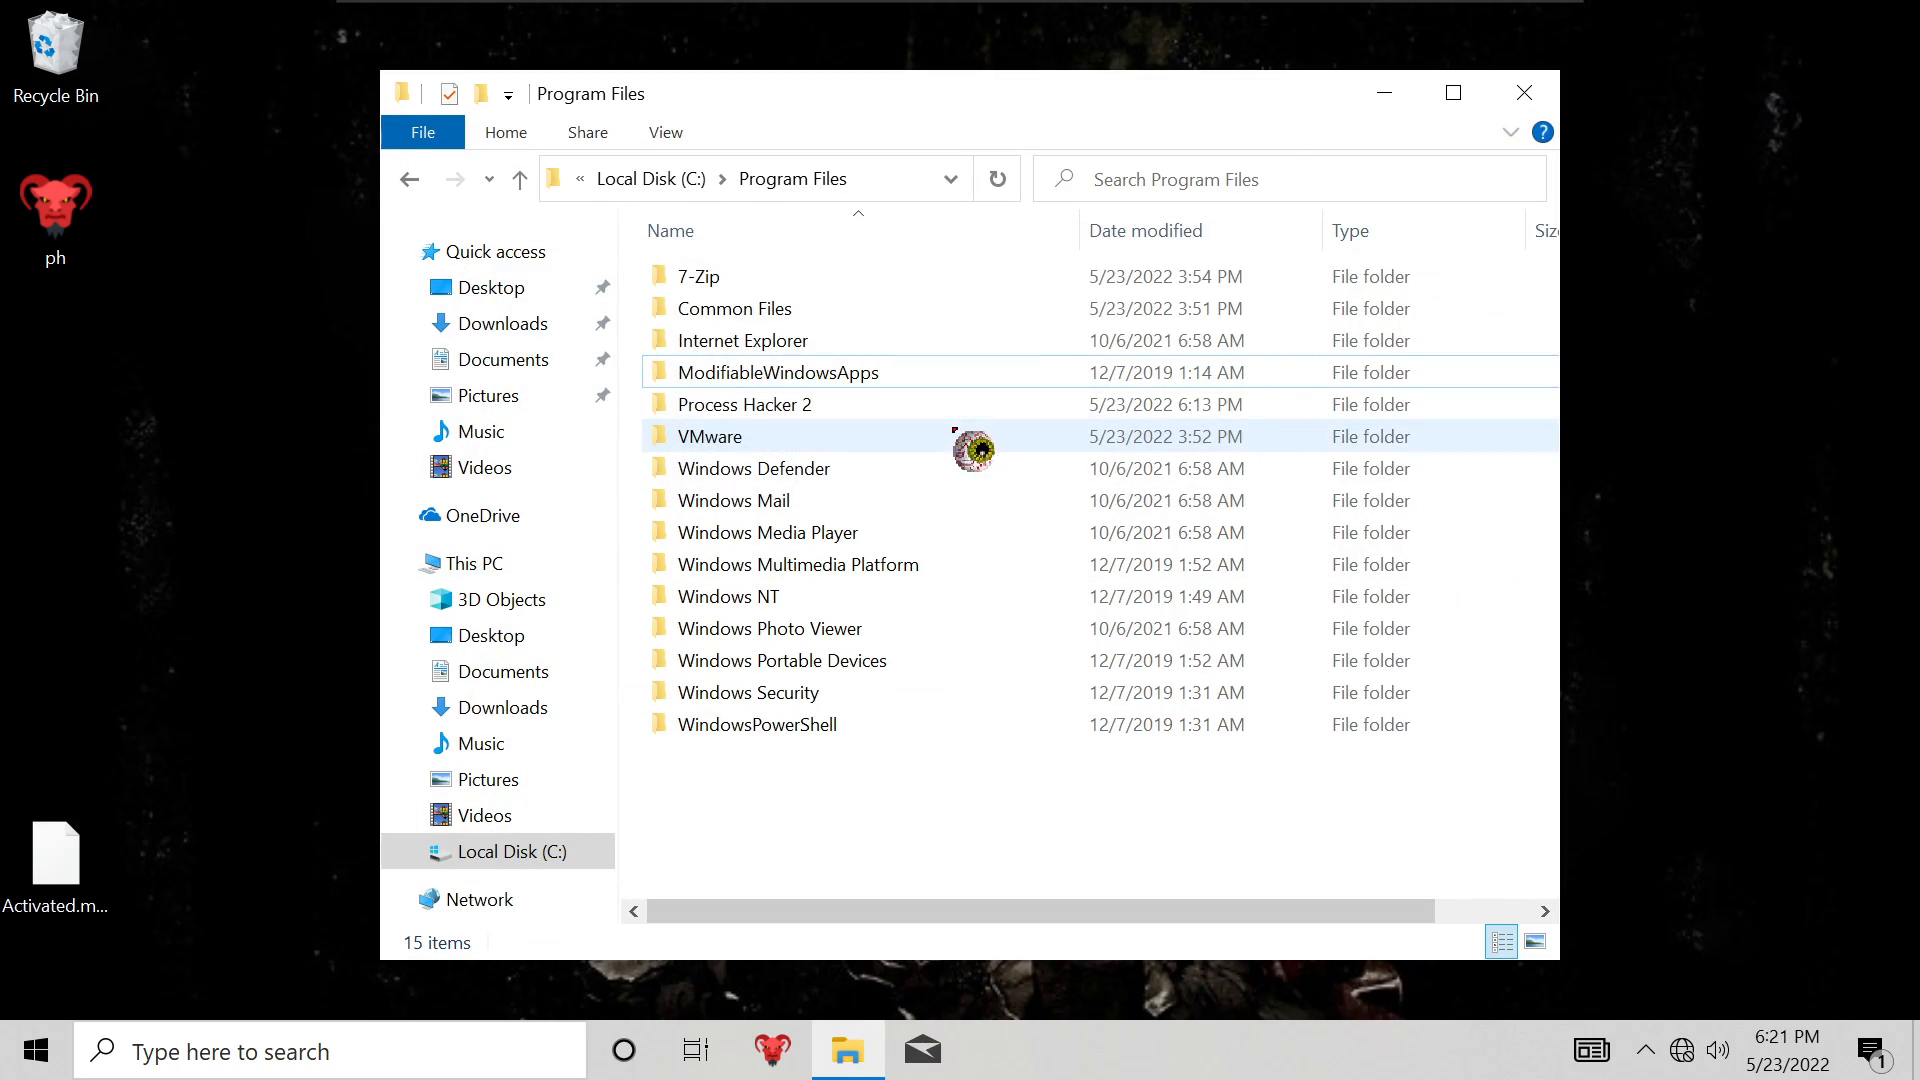 Recycle Bin
ph
Activated.m...
Program Files
File Home Share View
?
« Local Disk (C:) > Program Files
Search Program Files
Quick access
Desktop
Downloads
Documents
Pictures
Music
Videos
OneDrive
This PC
3D Objects
Desktop
Documents
Downloads
Music
Pictures
Videos
Local Disk (C:)
Network
Name Date modified Type Siz
7-Zip 5/23/2022 3:54 PM File folder
Common Files 5/23/2022 3:51 PM File folder
Internet Explorer 10/6/2021 6:58 AM File folder
ModifiableWindowsApps 12/7/2019 1:14 AM File folder
Process Hacker 2 5/23/2022 6:13 PM File folder
VMware 5/23/2022 3:52 PM File folder
Windows Defender 10/6/2021 6:58 AM File folder
Windows Mail 10/6/2021 6:58 AM File folder
Windows Media Player 10/6/2021 6:58 AM File folder
Windows Multimedia Platform 12/7/2019 1:52 AM File folder
Windows NT 12/7/2019 1:49 AM File folder
Windows Photo Viewer 10/6/2021 6:58 AM File folder
Windows Portable Devices 12/7/2019 1:52 AM File folder
Windows Security 12/7/2019 1:31 AM File folder
WindowsPowerShell 12/7/2019 1:31 AM File folder
15 items
Type here to search
6:21 PM
5/23/2022
1